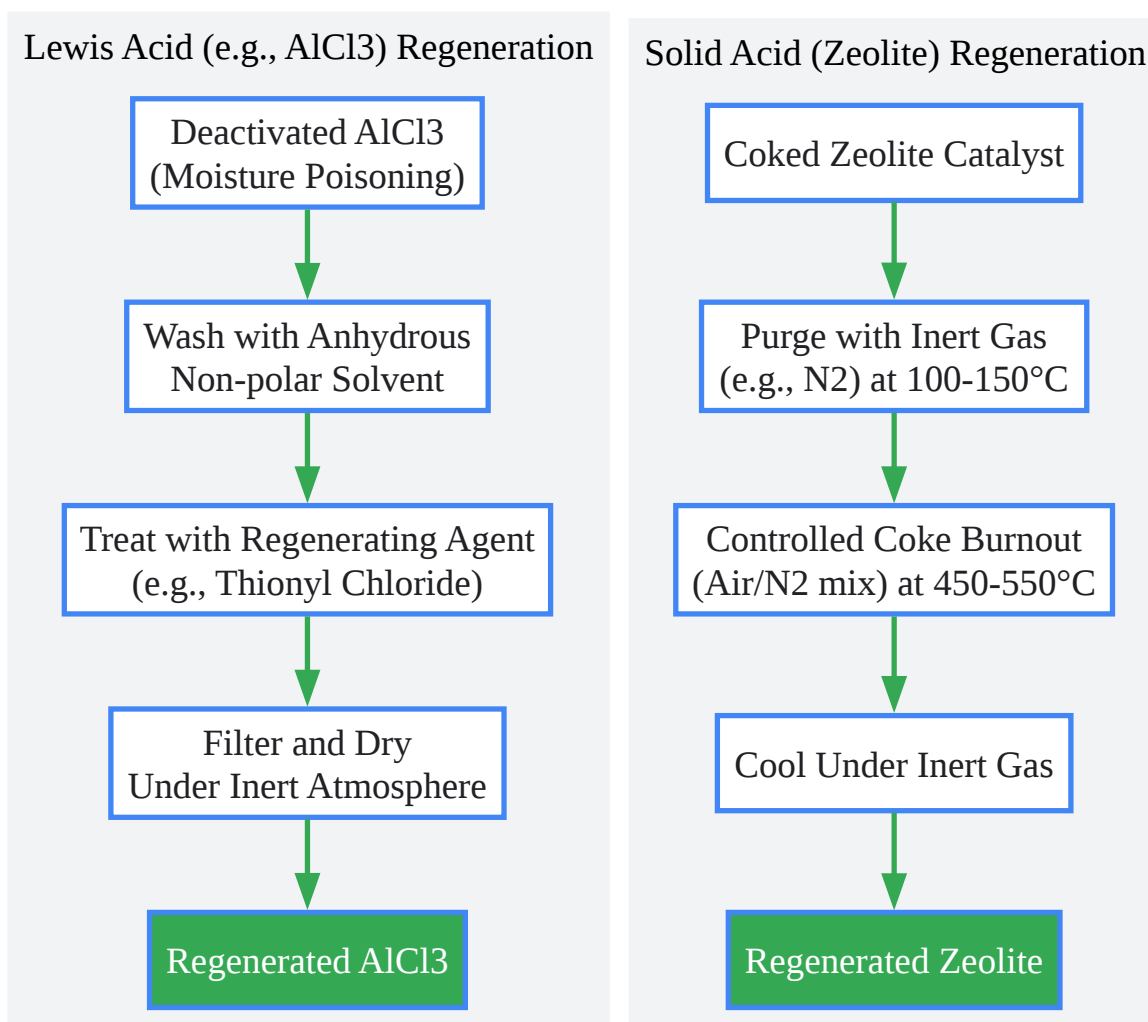 Lewis Acid (e.g., AlCl3) Regeneration
Deactivated AlCl3
(Moisture Poisoning)
Wash with Anhydrous
Non-polar Solvent
Treat with Regenerating Agent
(e.g., Thionyl Chloride)
Filter and Dry
Under Inert Atmosphere
Regenerated AlCl3
Solid Acid (Zeolite) Regeneration
Coked Zeolite Catalyst
Purge with Inert Gas
(e.g., N2) at 100-150°C
Controlled Coke Burnout
(Air/N2 mix) at 450-550°C
Cool Under Inert Gas
Regenerated Zeolite